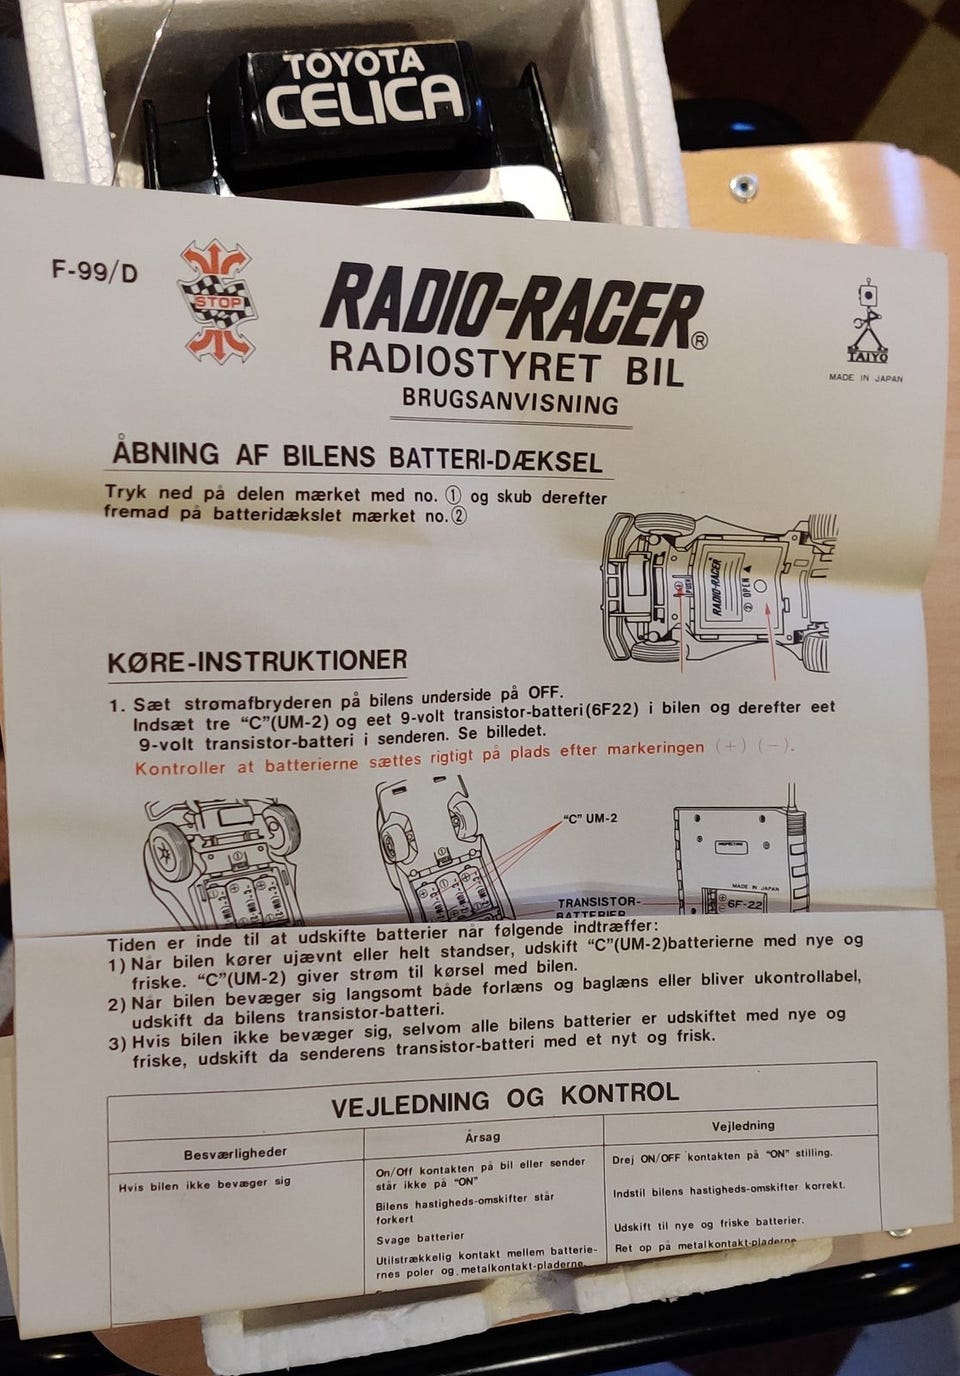 TOYOTA
CELICA
F-99/D
STOP
RADIO-RACER®
RADIOSTYRET BIL
BRUGSANVISNING
TAIYO
MADE IN JAPAN
ÅBNING AF BILENS BATTERI-DÆKSEL
Tryk ned på delen mærket med no. ① og skub derefter
fremad på batteridækslet mærket no.②
① PUSH
RADIO-RACER
② OPEN ▲
KØRE-INSTRUKTIONER
1. Sæt strømafbryderen på bilens underside på OFF.
Indsæt tre “C”(UM-2) og eet 9-volt transistor-batteri(6F22) i bilen og derefter eet
9-volt transistor-batteri i senderen. Se billedet.
Kontroller at batterierne sættes rigtigt på plads efter markeringen (+) (−).
“C” UM-2
MADE IN JAPAN
6F-22
TRANSISTOR-
BATTERIER
Tiden er inde til at udskifte batterier når følgende indtræffer:
1) Når bilen kører ujævnt eller helt standser, udskift “C”(UM-2)batterierne med nye og
friske. “C”(UM-2) giver strøm til kørsel med bilen.
2) Når bilen bevæger sig langsomt både forlæns og baglæns eller bliver ukontrollabel,
udskift da bilens transistor-batteri.
3) Hvis bilen ikke bevæger sig, selvom alle bilens batterier er udskiftet med nye og
friske, udskift da senderens transistor-batteri med et nyt og frisk.
VEJLEDNING OG KONTROL
Besværligheder
Årsag
Vejledning
Hvis bilen ikke bevæger sig
On/Off kontakten på bil eller sender
står ikke på “ON”
Drej ON/OFF kontakten på “ON” stilling.
Bilens hastigheds-omskifter står
forkert
Indstil bilens hastigheds-omskifter korrekt.
Svage batterier
Udskift til nye og friske batterier.
Utilstrækkelig kontakt mellem batterie-
rnes poler og metalkontakt-pladerne.
Ret op på metalkontakt-pladerne